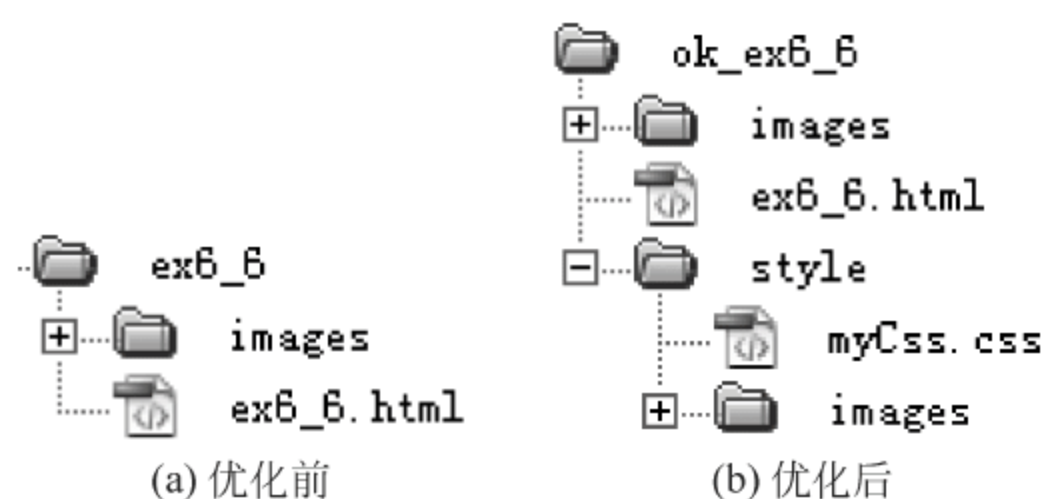 ex6_6
images
ex6_6.html
(a) 优化前
ok_ex6_6
images
ex6_6.html
style
myCss.css
images
(b) 优化后